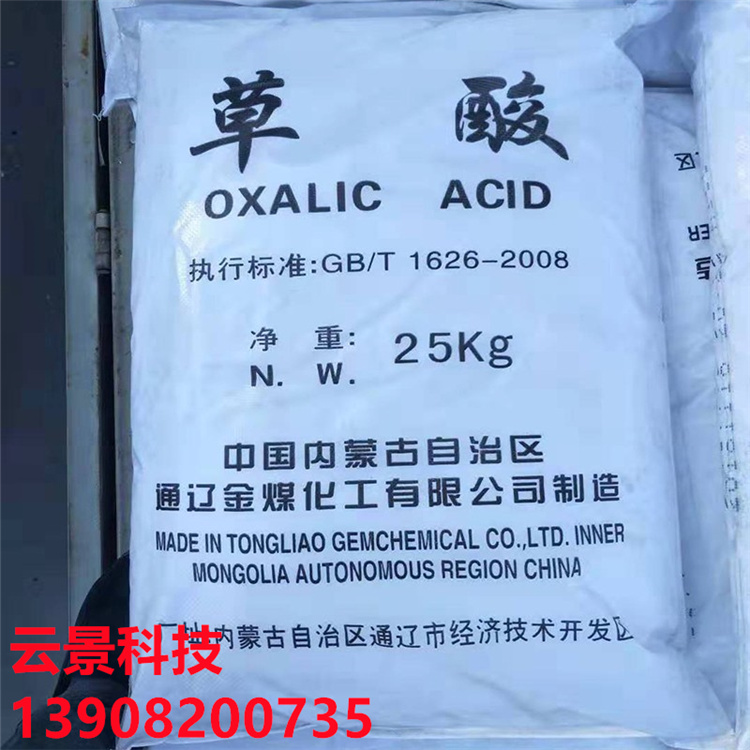 草酸
OXALIC ACID
执行标准:GB/T 1626-2008
净 重: 25Kg
N. W.
中国内蒙古自治区
通辽金煤化工有限公司制造
MADE IN TONGLIAO GEMCHEMICAL CO.,LTD. INNER
MONGOLIA AUTONOMOUS REGION CHINA
内蒙古自治区通辽市经济技术开发区
云景科技
13908200735